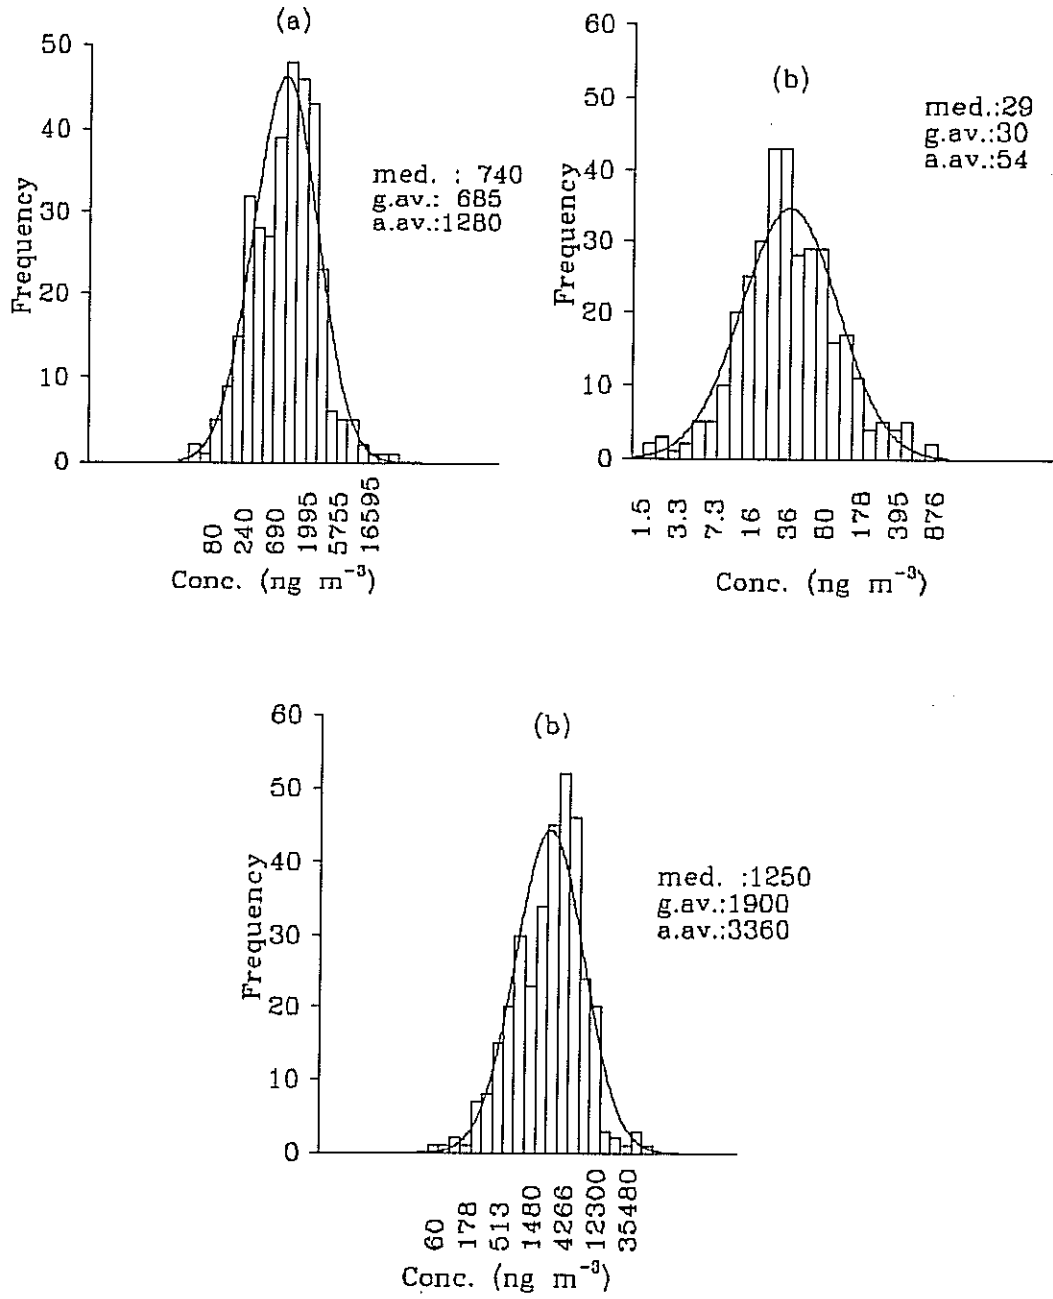 (a)
50
40
30
20
10
0
Frequency
med. : 740
g.av.: 685
a.av.:1280
80
240
690
1995
5755
16595
Conc. (ng m⁻³)
(b)
60
50
40
30
20
10
0
Frequency
med.:29
g.av.:30
a.av.:54
1.5
3.3
7.3
16
36
80
178
395
876
Conc. (ng m⁻³)
(b)
60
50
40
30
20
10
0
Frequency
med. :1250
g.av.:1900
a.av.:3360
60
178
513
1480
4266
12300
35480
Conc. (ng m⁻³)